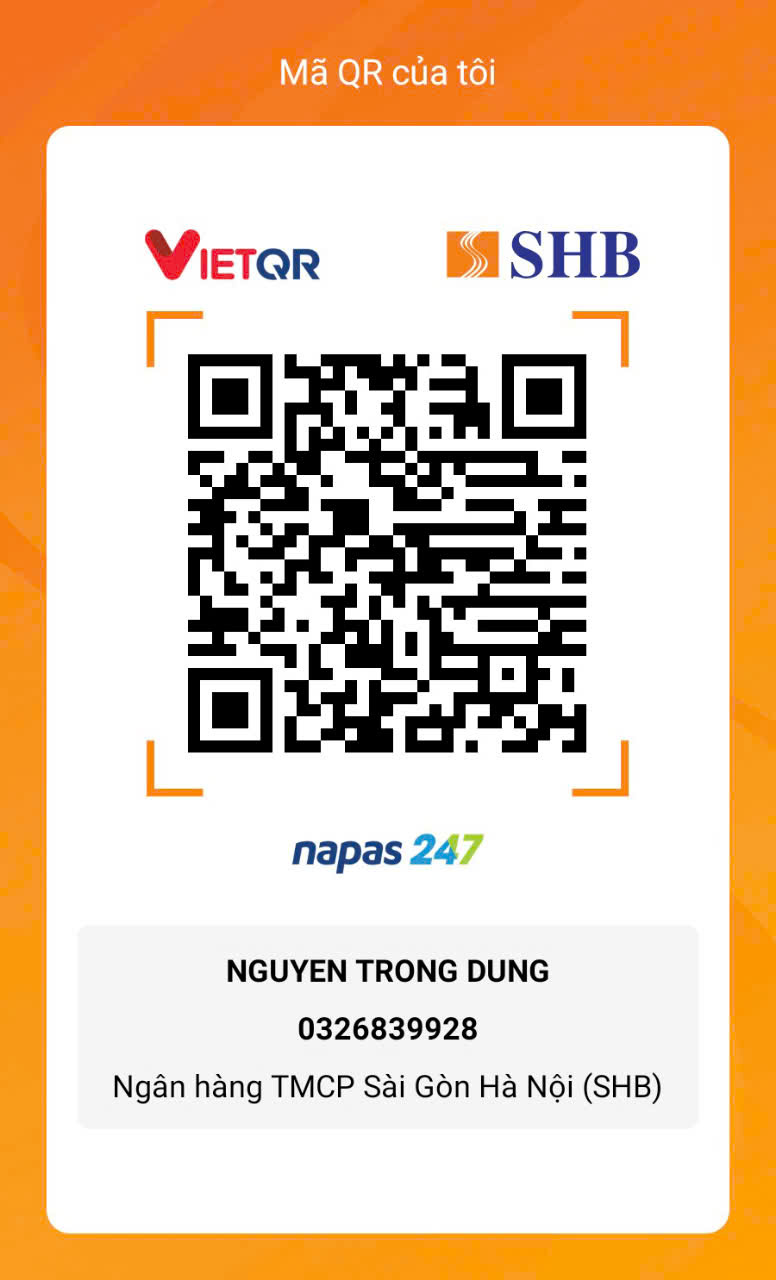 Mã QR của tôi
VIETQR SHB
napas 247
NGUYEN TRONG DUNG
0326839928
Ngân hàng TMCP Sài Gòn Hà Nội (SHB)